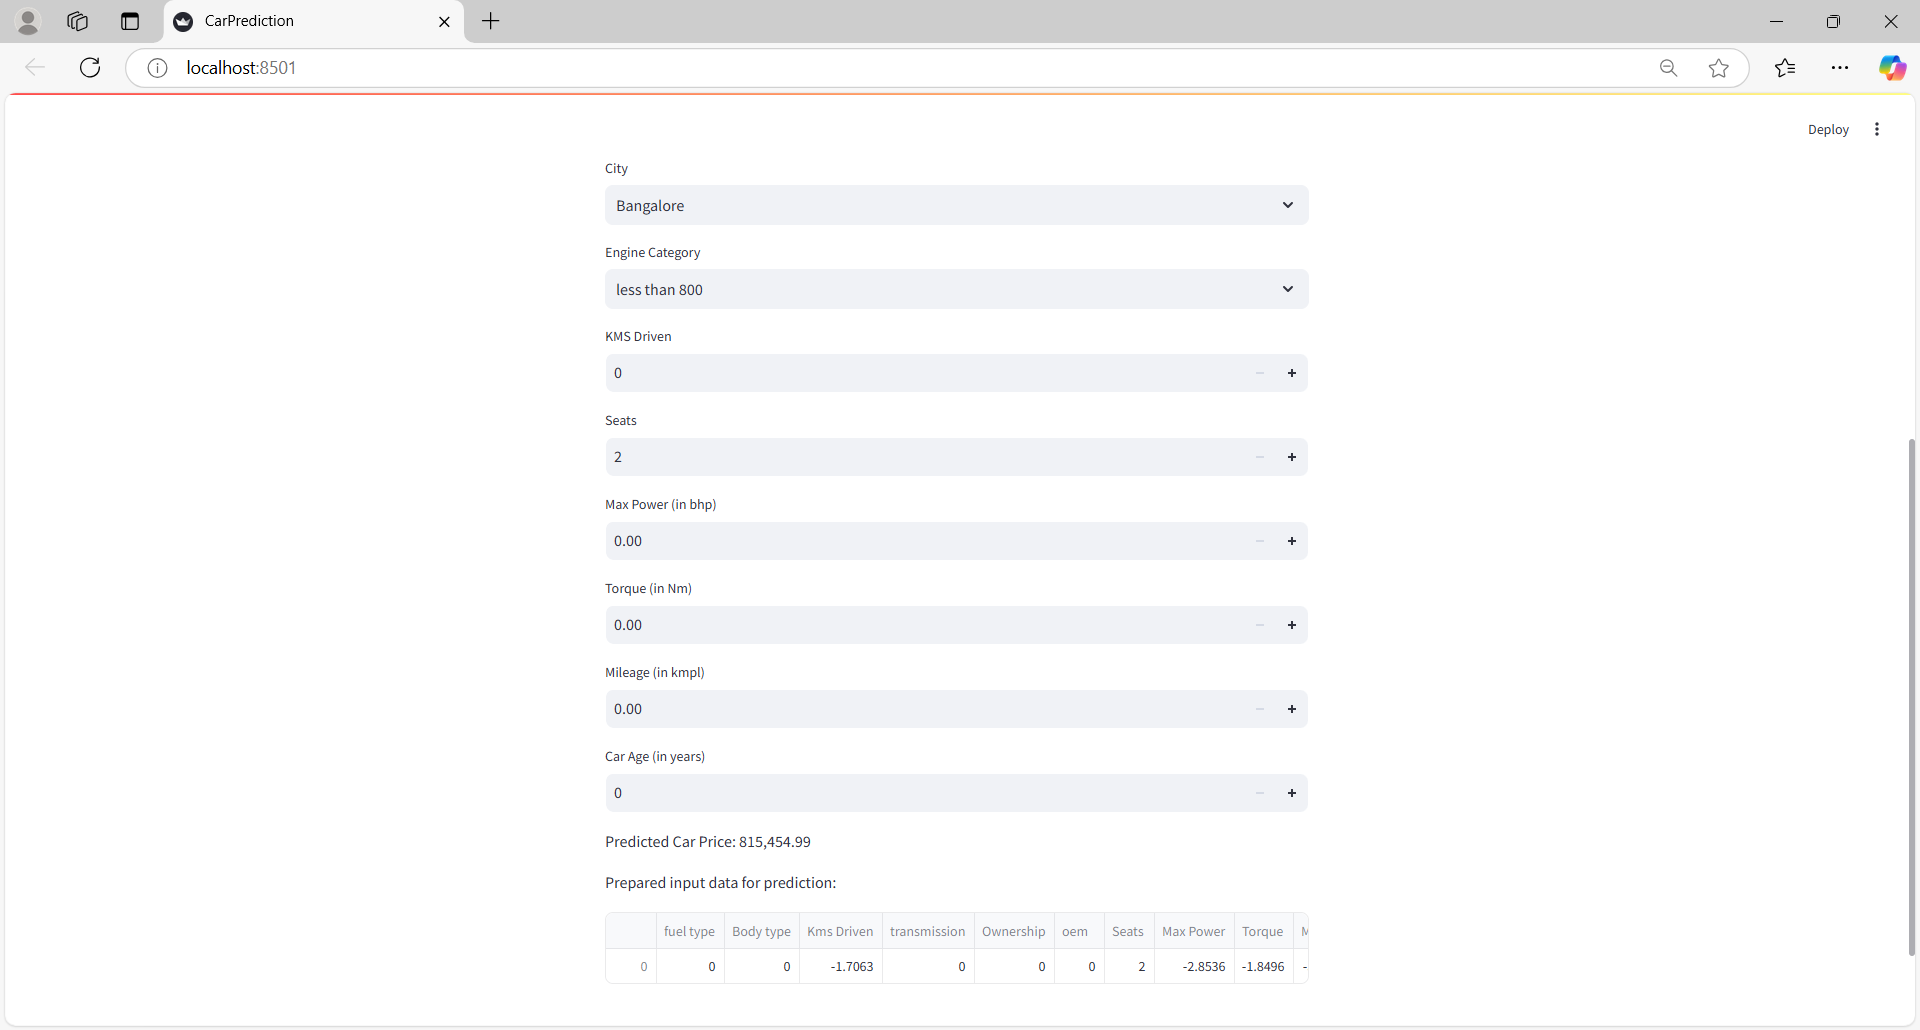 CarPrediction
localhost:8501
Deploy
City
Bangalore
Engine Category
less than 800
KMS Driven
0
Seats
2
Max Power (in bhp)
0.00
Torque (in Nm)
0.00
Mileage (in kmpl)
0.00
Car Age (in years)
0
Predicted Car Price: 815,454.99
Prepared input data for prediction:
fuel type Body type Kms Driven transmission Ownership oem Seats Max Power Torque
0 0 0 -1.7063 0 0 0 2 -2.8536 -1.8496 -